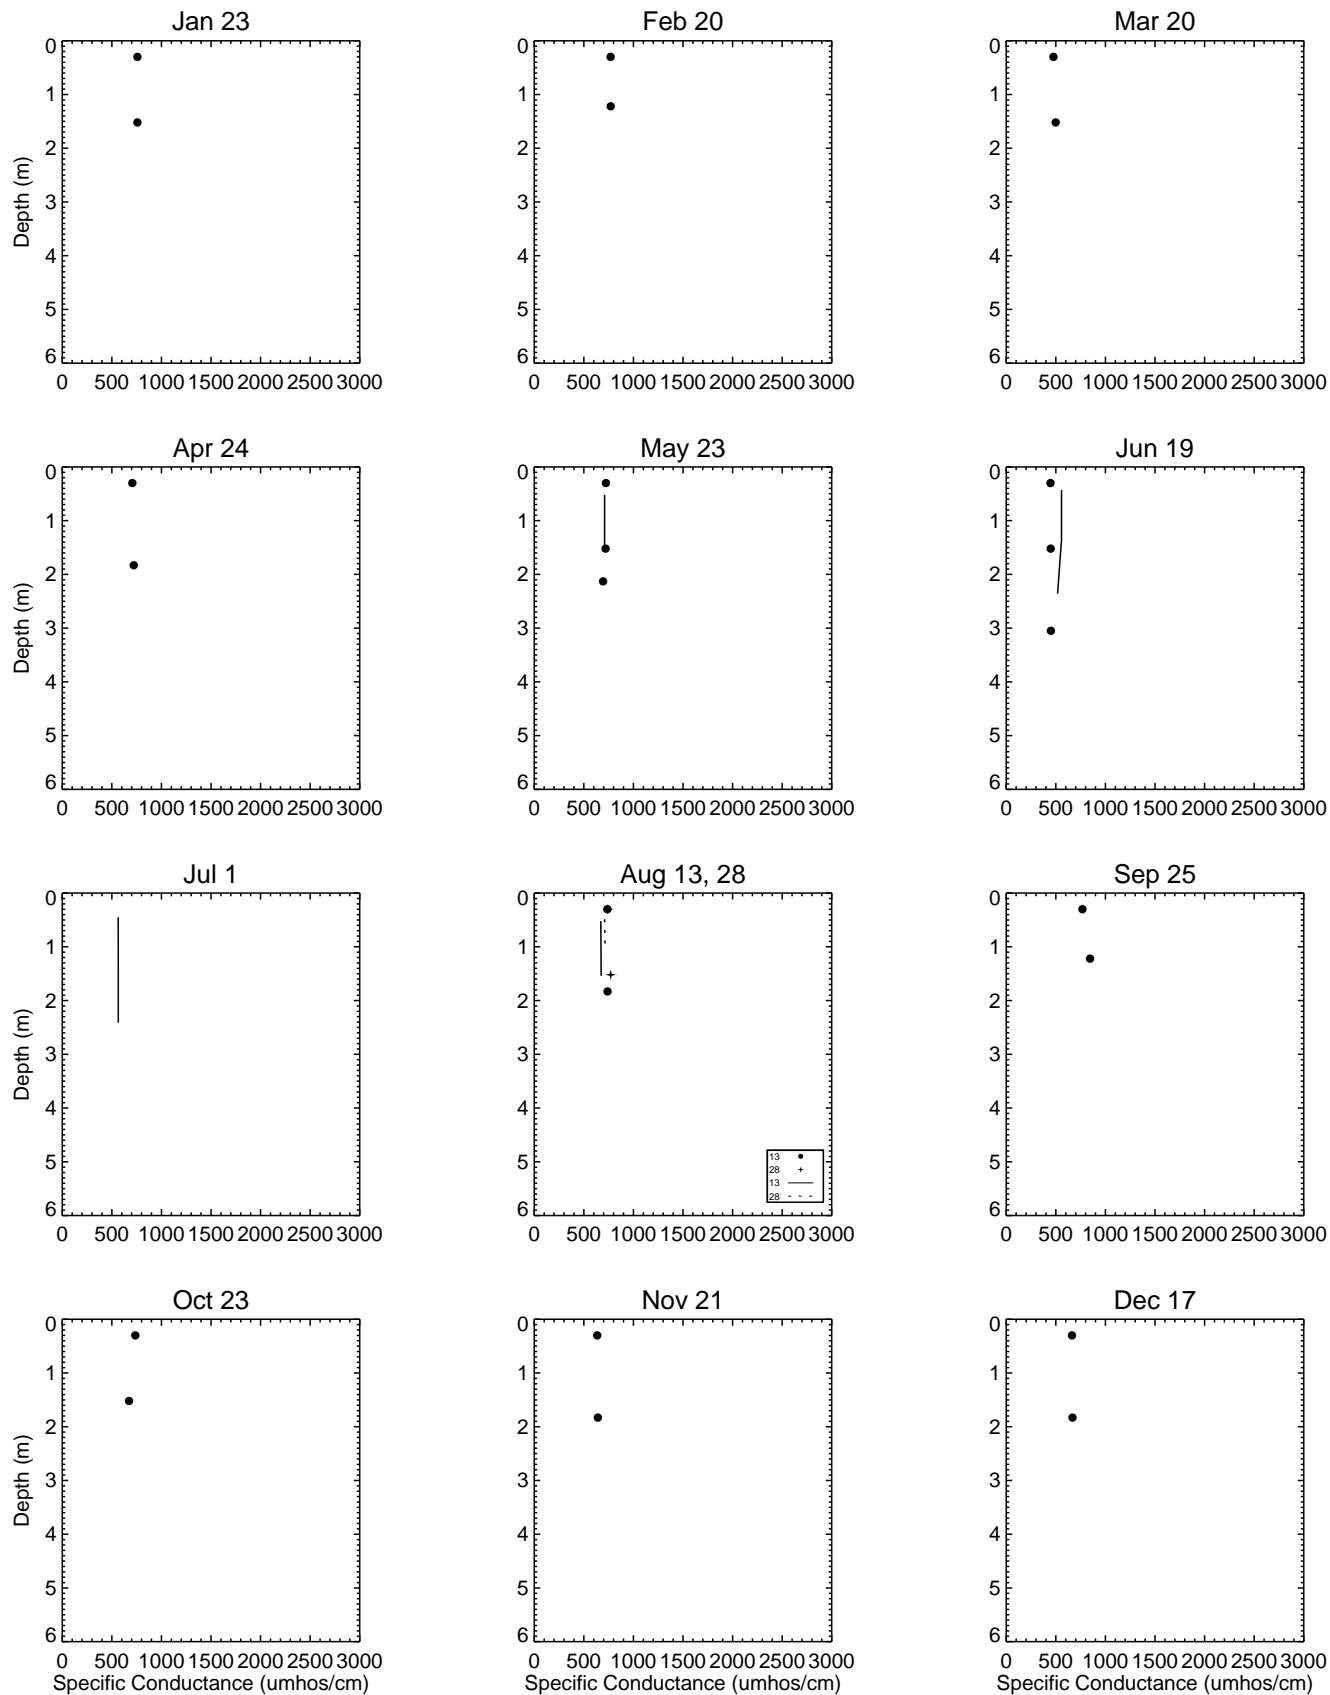 Jan 23
Feb 20
Mar 20
0
1
2
3
4
5
6
Depth (m)
0 500 1000 1500 2000 2500 3000
0
1
2
3
4
5
6
0 500 1000 1500 2000 2500 3000
0
1
2
3
4
5
6
0 500 1000 1500 2000 2500 3000
Apr 24
May 23
Jun 19
0
1
2
3
4
5
6
Depth (m)
0 500 1000 1500 2000 2500 3000
0
1
2
3
4
5
6
0 500 1000 1500 2000 2500 3000
0
1
2
3
4
5
6
0 500 1000 1500 2000 2500 3000
Jul 1
Aug 13, 28
Sep 25
0
1
2
3
4
5
6
Depth (m)
0 500 1000 1500 2000 2500 3000
0
1
2
3
4
5
6
13
28
13
28
0 500 1000 1500 2000 2500 3000
0
1
2
3
4
5
6
0 500 1000 1500 2000 2500 3000
Oct 23
Nov 21
Dec 17
0
1
2
3
4
5
6
Depth (m)
0 500 1000 1500 2000 2500 3000
Specific Conductance (umhos/cm)
0
1
2
3
4
5
6
0 500 1000 1500 2000 2500 3000
Specific Conductance (umhos/cm)
0
1
2
3
4
5
6
0 500 1000 1500 2000 2500 3000
Specific Conductance (umhos/cm)